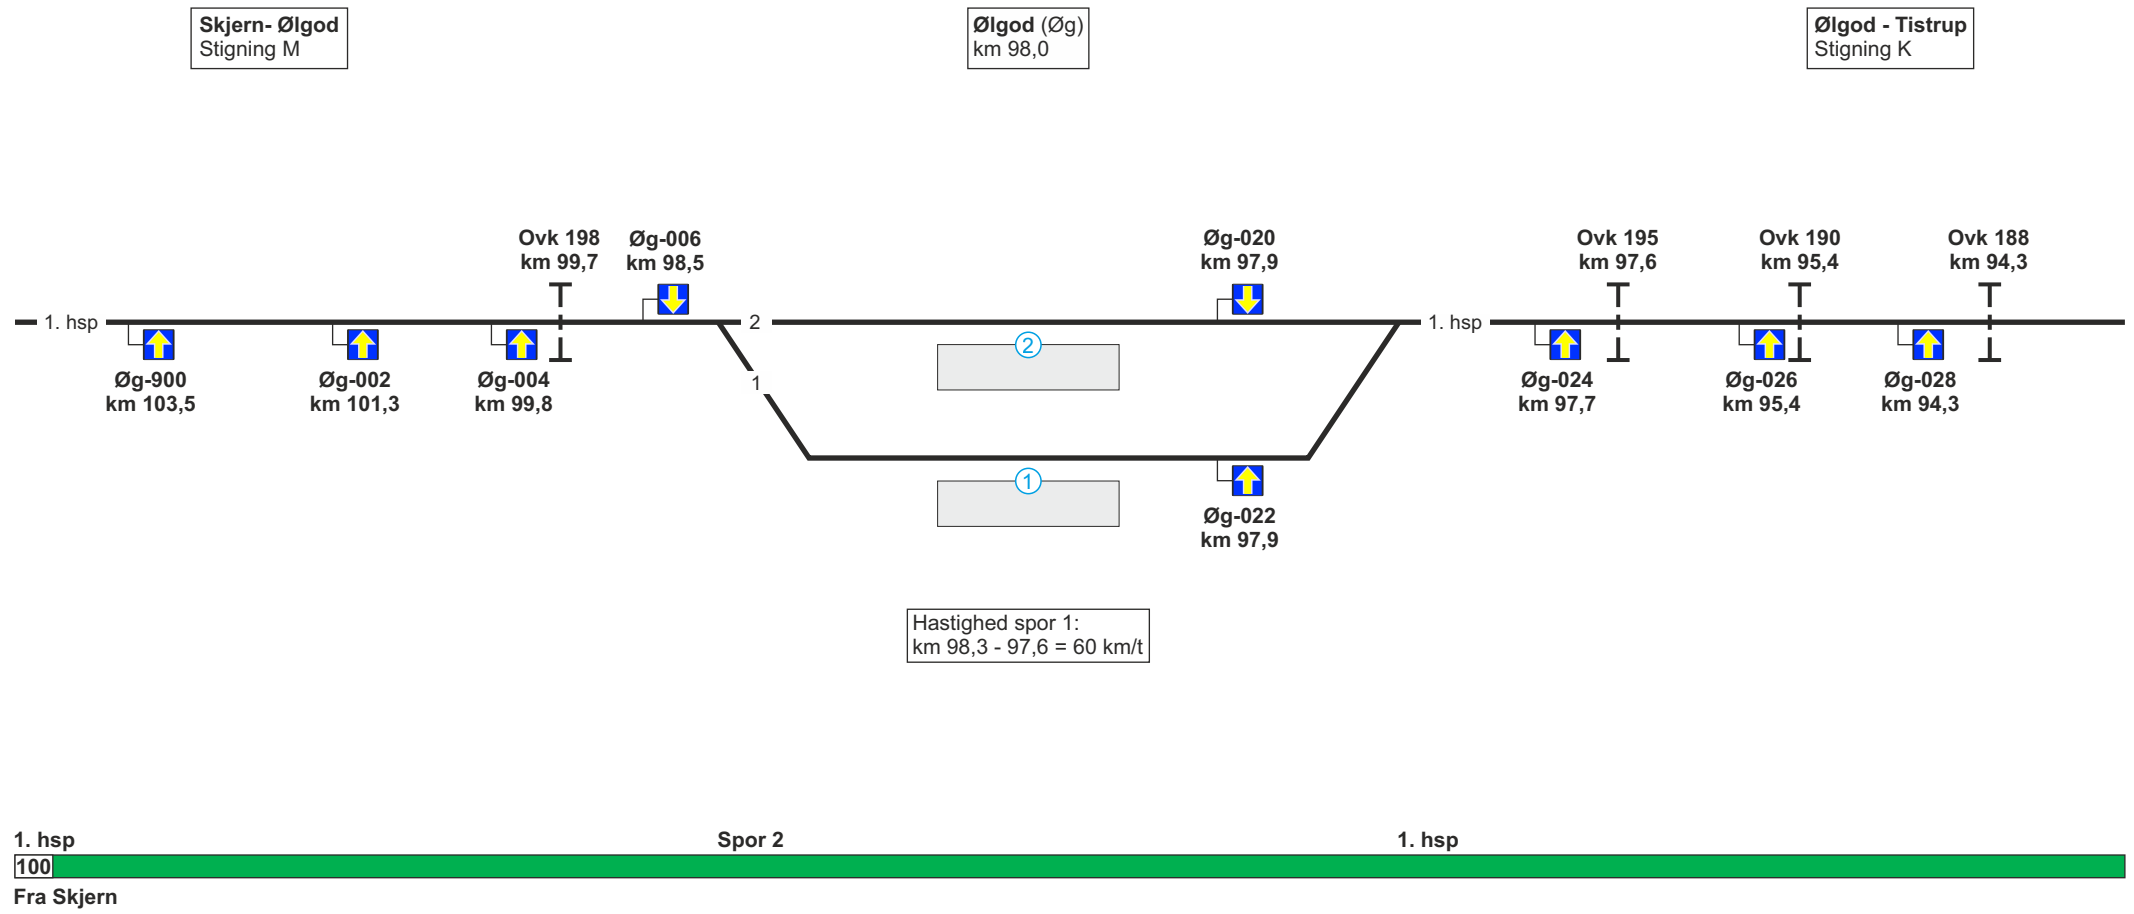 Skjern- Ølgod
Stigning M
Ølgod (Øg)
km 98,0
Ølgod - Tistrup
Stigning K
Ovk 198
km 99,7
Øg-006
km 98,5
Øg-020
km 97,9
Ovk 195
km 97,6
Ovk 190
km 95,4
Ovk 188
km 94,3
1. hsp
2
1. hsp
2
Øg-900
km 103,5
Øg-002
km 101,3
Øg-004
km 99,8
1
Øg-024
km 97,7
Øg-026
km 95,4
Øg-028
km 94,3
1
Øg-022
km 97,9
Hastighed spor 1:
km 98,3 - 97,6 = 60 km/t
1. hsp
Spor 2
1. hsp
100
Fra Skjern